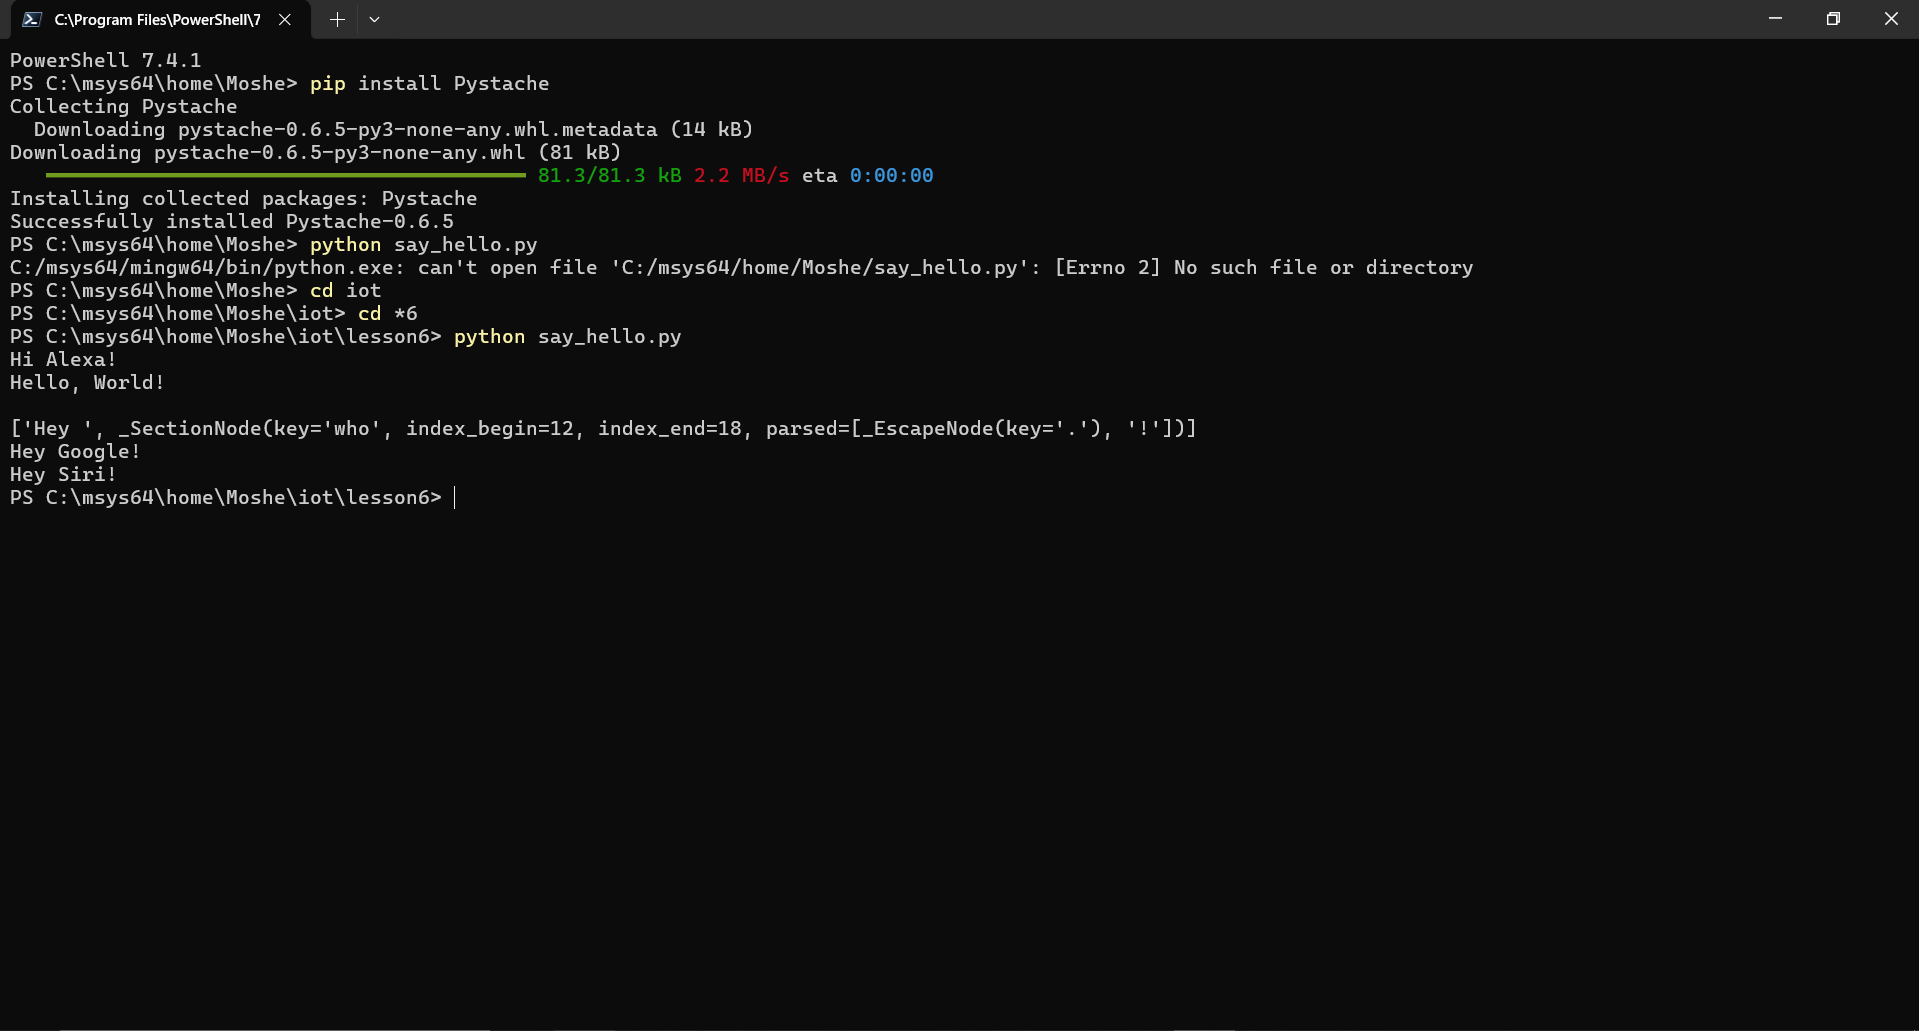 C:\Program Files\PowerShell\7
PowerShell 7.4.1
PS C:\msys64\home\Moshe> pip install Pystache
Collecting Pystache
  Downloading pystache-0.6.5-py3-none-any.whl.metadata (14 kB)
Downloading pystache-0.6.5-py3-none-any.whl (81 kB)
81.3/81.3 kB 2.2 MB/s eta 0:00:00
Installing collected packages: Pystache
Successfully installed Pystache-0.6.5
PS C:\msys64\home\Moshe> python say_hello.py
C:/msys64/mingw64/bin/python.exe: can't open file 'C:/msys64/home/Moshe/say_hello.py': [Errno 2] No such file or directory
PS C:\msys64\home\Moshe> cd iot
PS C:\msys64\home\Moshe\iot> cd *6
PS C:\msys64\home\Moshe\iot\lesson6> python say_hello.py
Hi Alexa!
Hello, World!
['Hey ', _SectionNode(key='who', index_begin=12, index_end=18, parsed=[_EscapeNode(key='.'), '!'])]
Hey Google!
Hey Siri!
PS C:\msys64\home\Moshe\iot\lesson6>